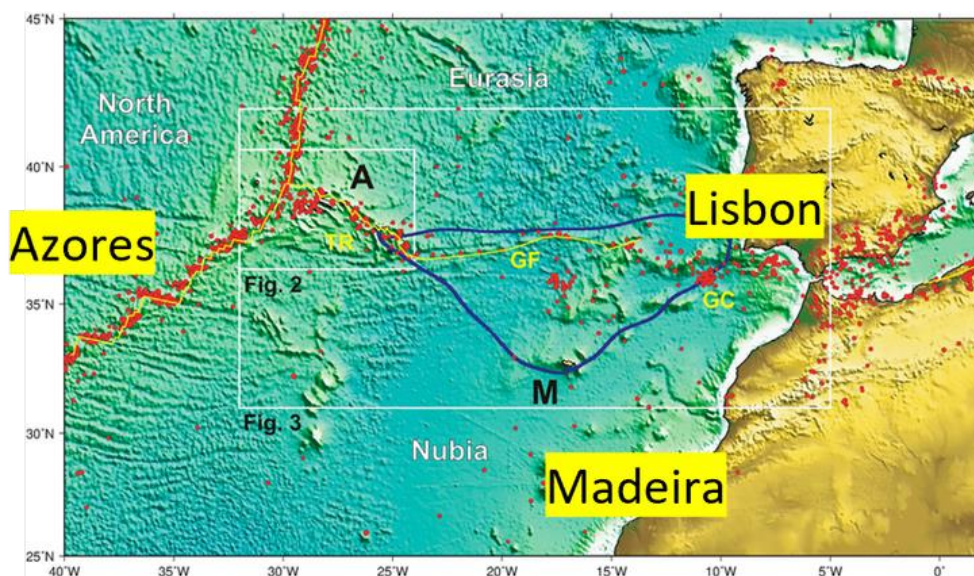 45°N
40°N
35°N
30°N
25°N
North
America
Eurasia
A
Azores
Lisbon
TR
GF
Fig. 2
GC
M
Fig. 3
Nubia
Madeira
40°W
35°W
30°W
25°W
20°W
15°W
10°W
5°W
0°